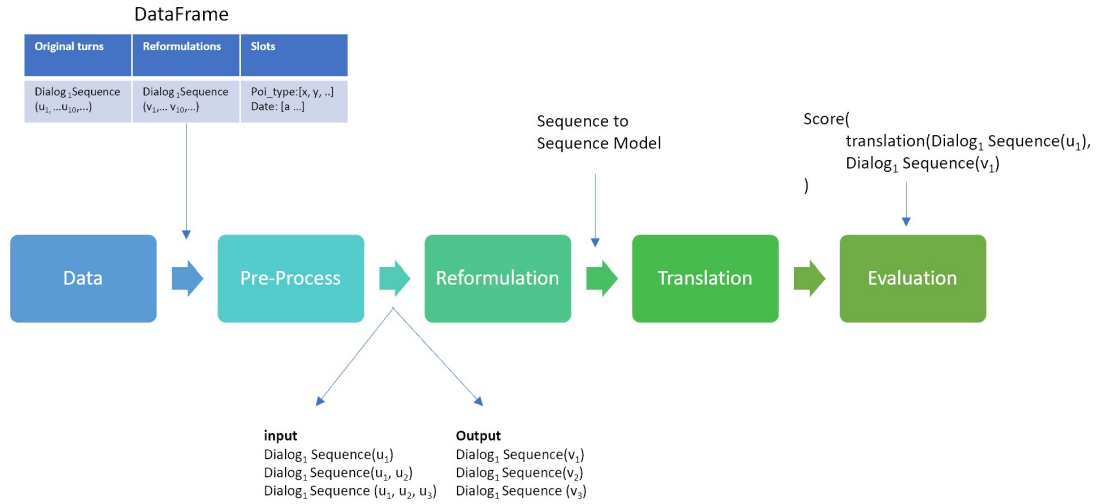 DataFrame
Original turns Reformulations Slots
Dialog₁Sequence Dialog₁Sequence Poi_type:[x, y, ..]
(u₁, ...u₁₀,...) (v₁,... v₁₀,...) Date: [a ...]
Sequence to
Sequence Model
Score(
translation(Dialog₁ Sequence(u₁),
Dialog₁ Sequence(v₁)
)
Data Pre-Process Reformulation Translation Evaluation
input
Dialog₁ Sequence(u₁)
Dialog₁ Sequence(u₁, u₂)
Dialog₁ Sequence (u₁, u₂, u₃)
Output
Dialog₁ Sequence(v₁)
Dialog₁ Sequence(v₂)
Dialog₁ Sequence (v₃)